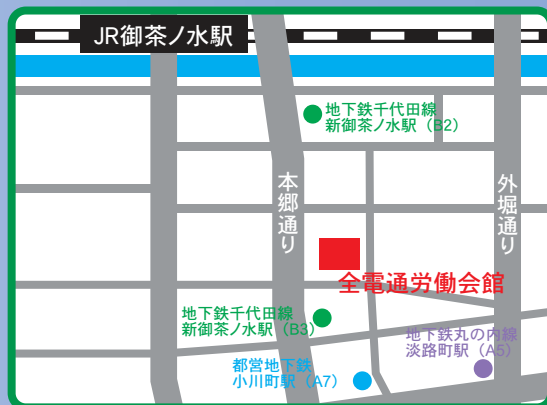 JR御茶ノ水駅
地下鉄千代田線
新御茶ノ水駅（B2）
本郷通り
外堀通り
全電通労働会館
地下鉄千代田線
新御茶ノ水駅（B3）
地下鉄丸の内線
淡路町駅（A5）
都営地下鉄
小川町駅（A7）